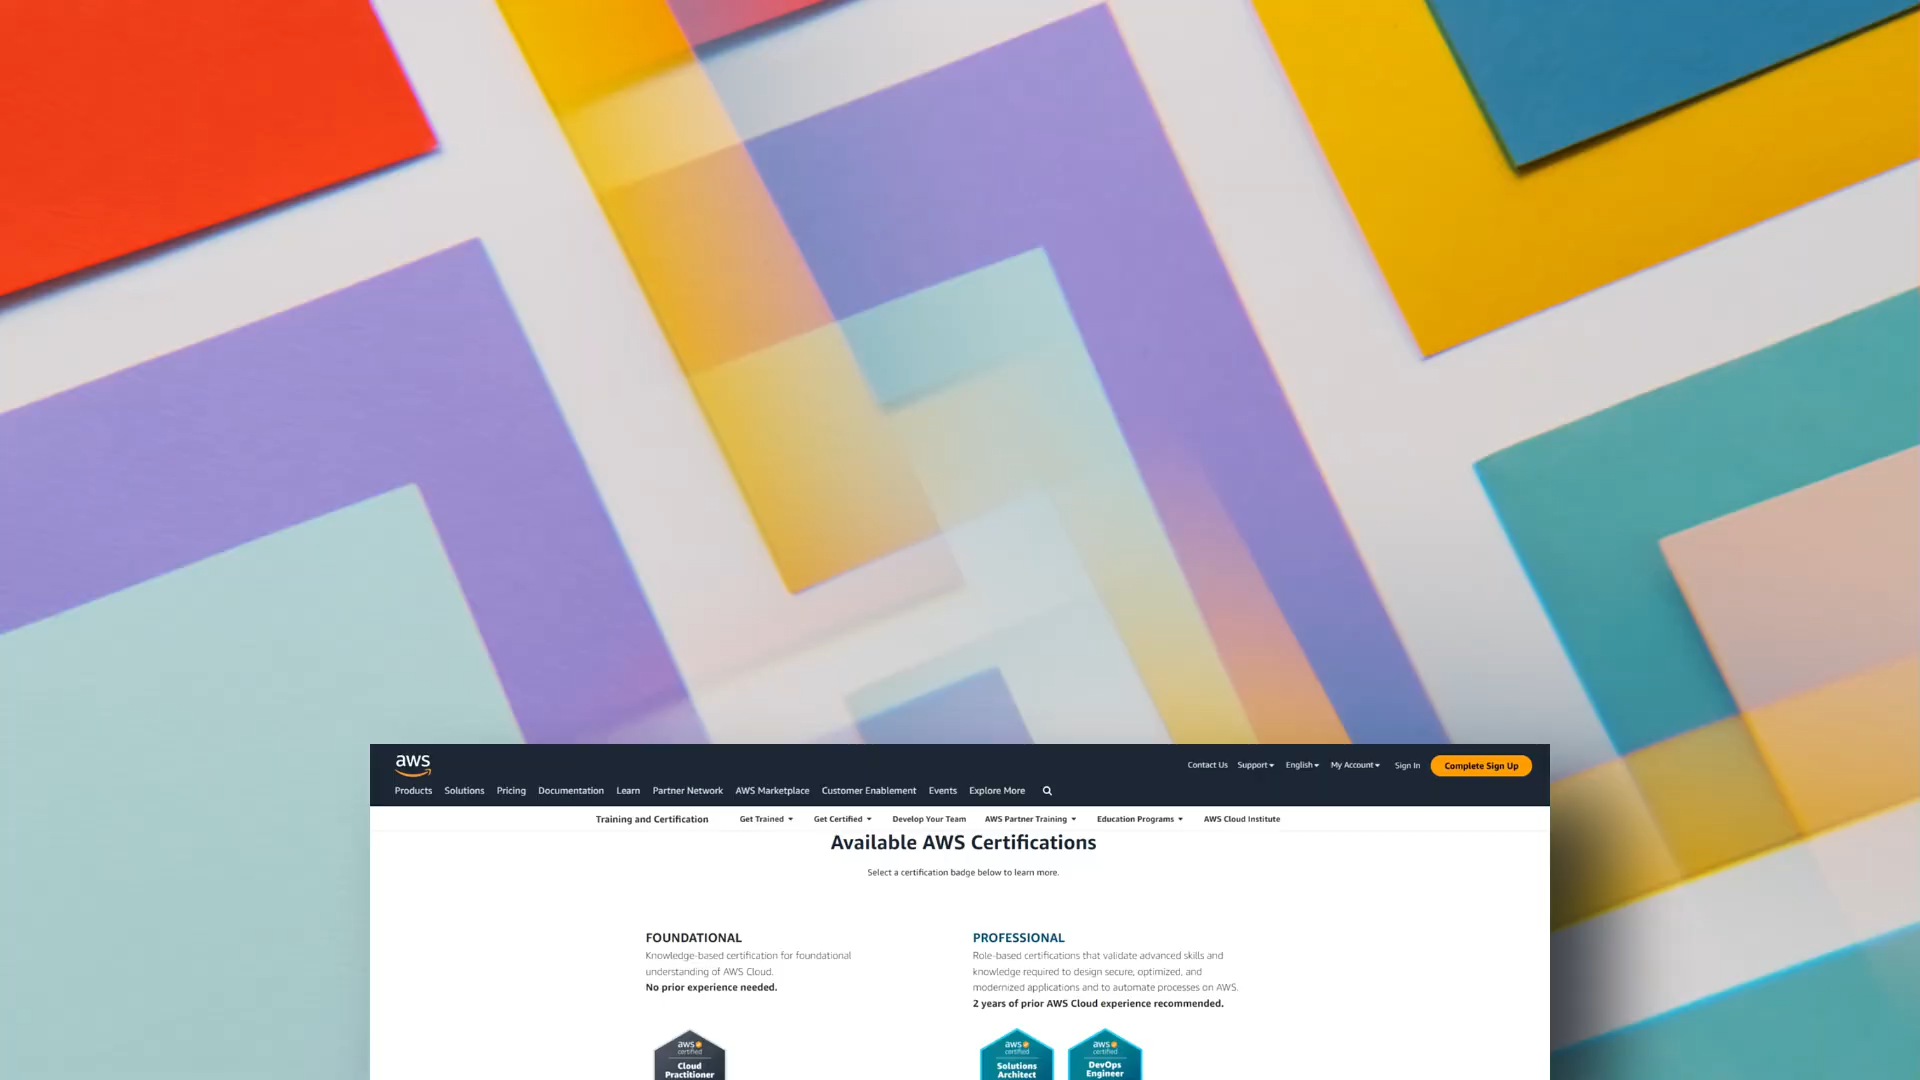 aws
Contact Us Support English My Account Sign In Complete Sign Up
Products Solutions Pricing Documentation Learn Partner Network AWS Marketplace Customer Enablement Events Explore More
Training and Certification Get Trained Get Certified Develop Your Team AWS Partner Training Education Programs AWS Cloud Institute
Available AWS Certifications
Select a certification badge below to learn more.
FOUNDATIONAL
Knowledge-based certification for foundational
understanding of AWS Cloud.
No prior experience needed.
PROFESSIONAL
Role-based certifications that validate advanced skills and
knowledge required to design secure, optimized, and
modernized applications and to automate processes on AWS.
2 years of prior AWS Cloud experience recommended.
aws
certified
Cloud
Practitioner
aws
certified
Solutions
Architect
aws
certified
DevOps
Engineer